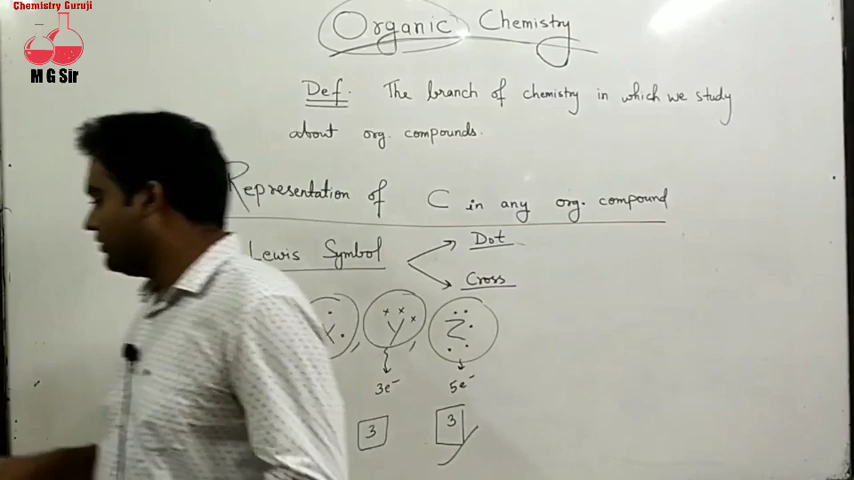 Chemistry Guruji
M G Sir
Organic Chemistry
Def. The branch of chemistry in which we study
about org. compounds.
Representation of C in any org. compound
Lewis Symbol
Dot
Cross
Y Z
3e⁻ 5e⁻
3 3